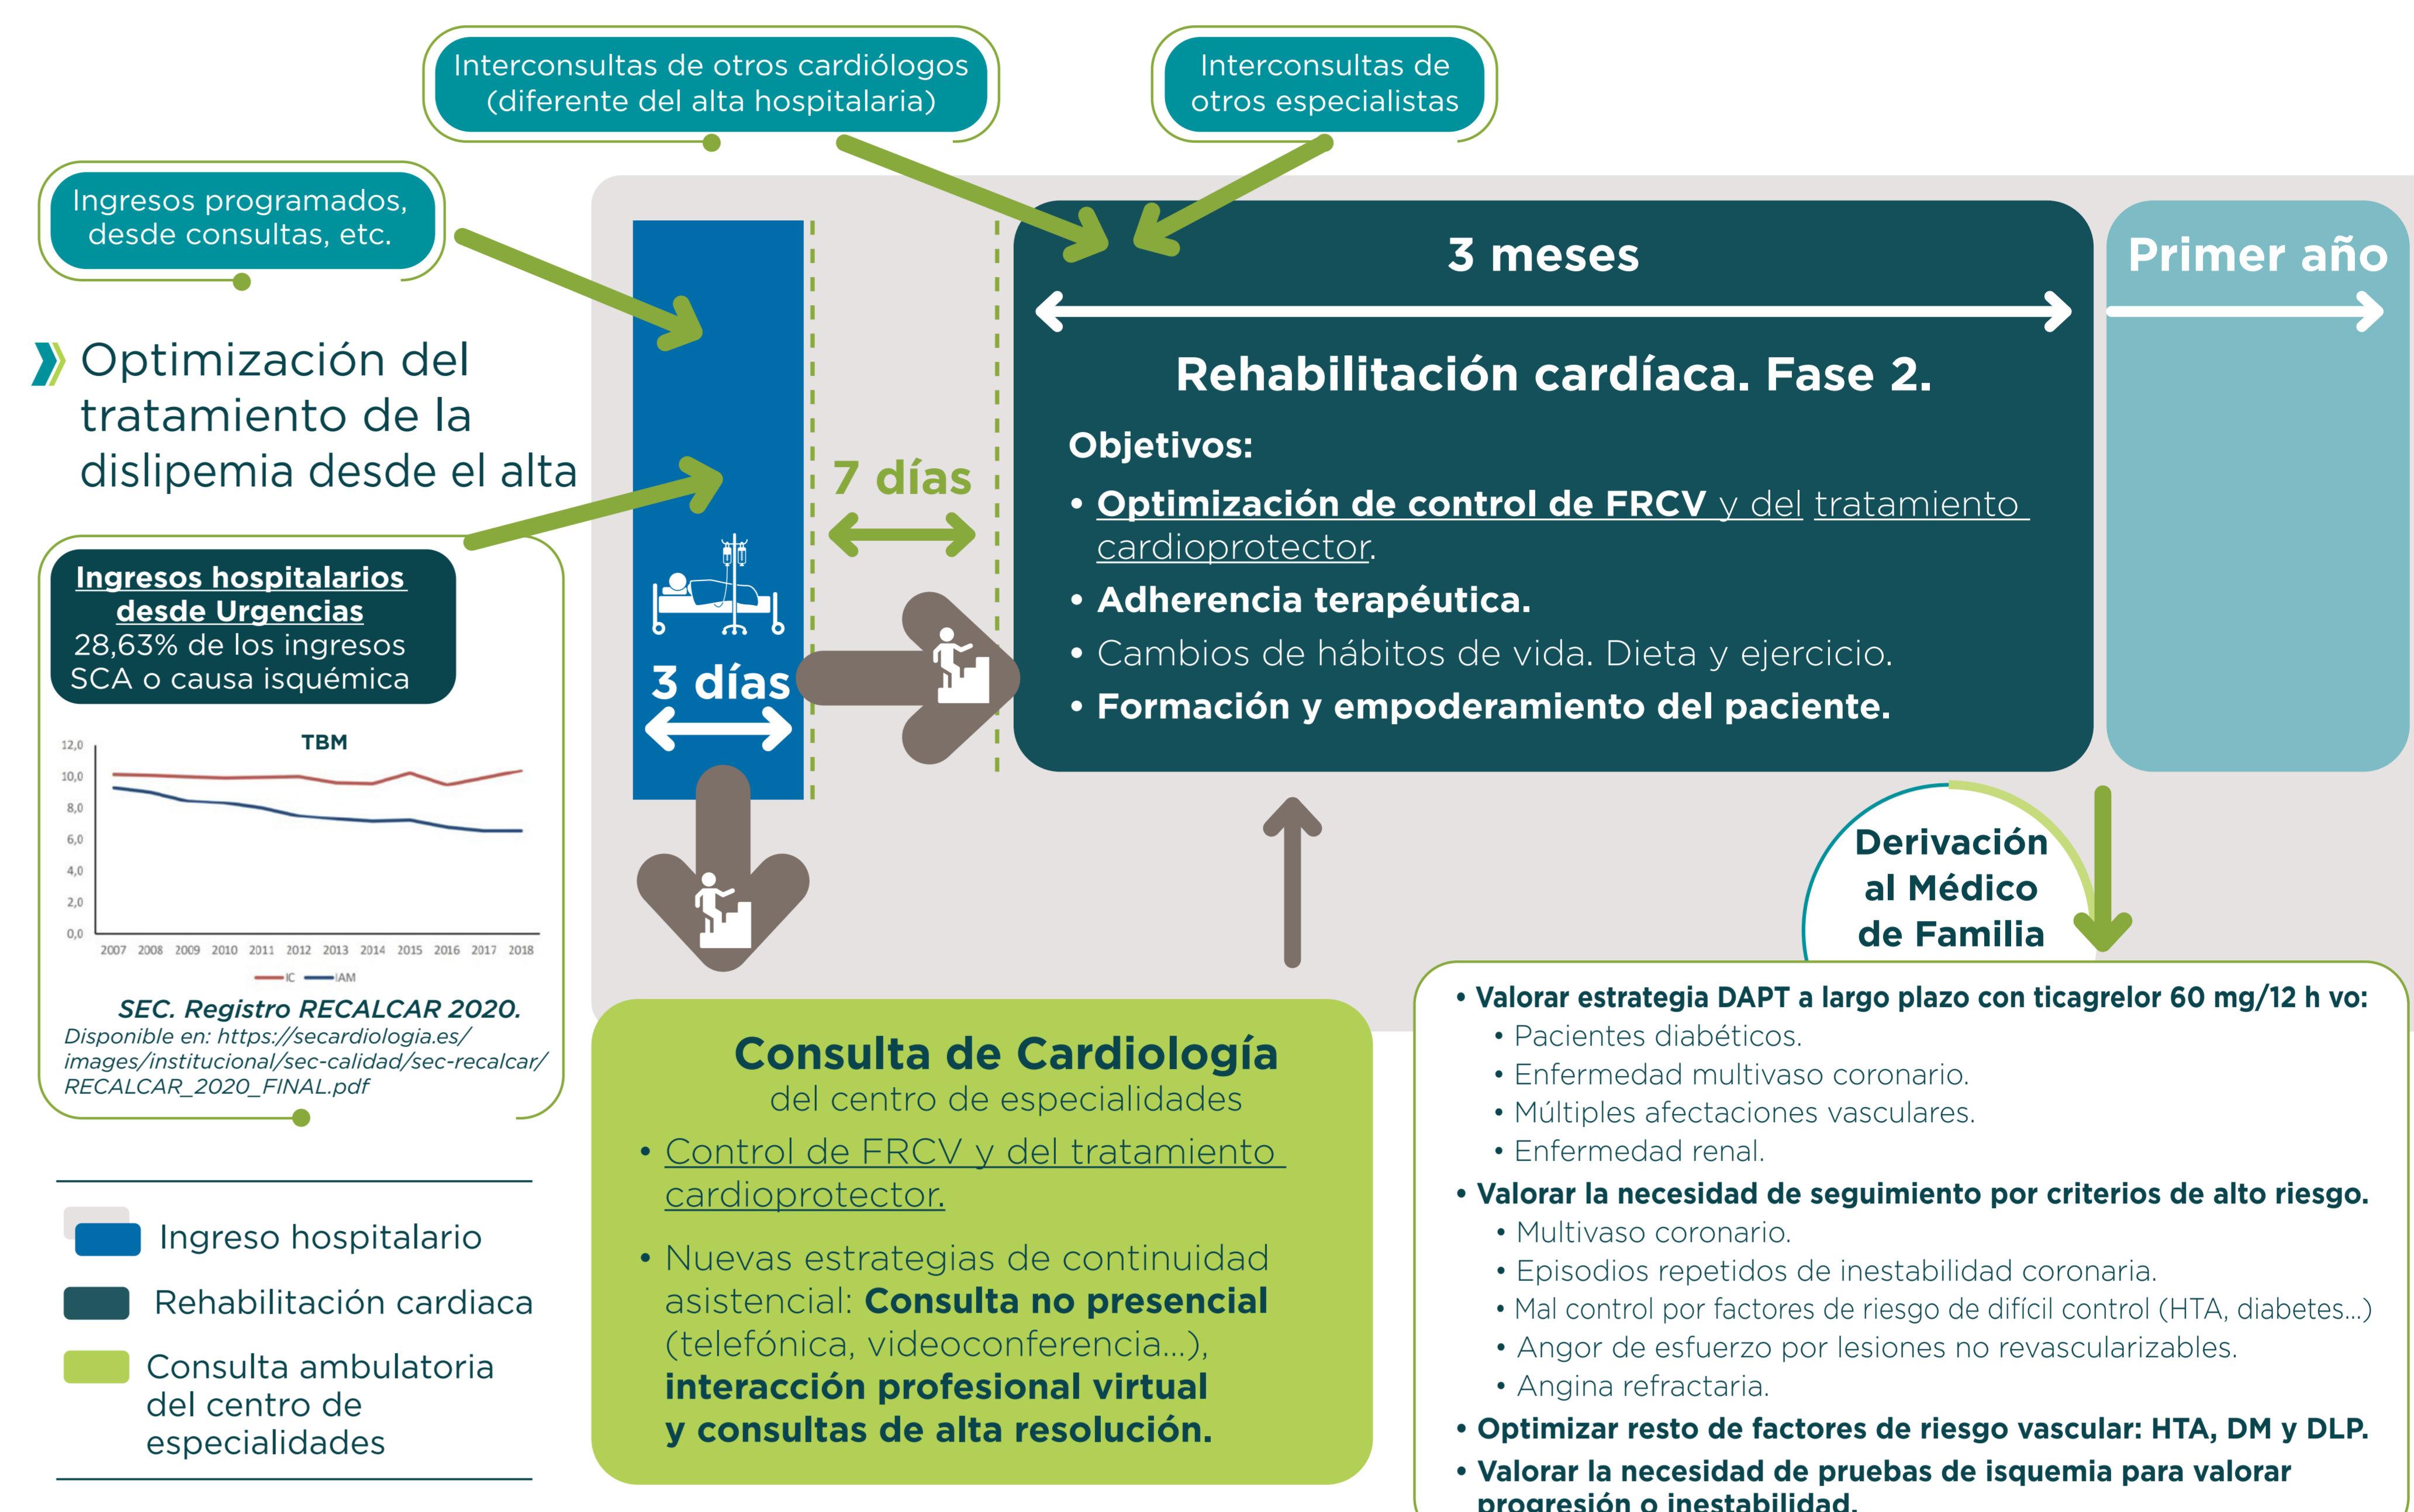 Interconsultas de otros cardiólogos
(diferente del alta hospitalaria)
Interconsultas de
otros especialistas
Ingresos programados,
desde consultas, etc.
Optimización del
tratamiento de la
dislipemia desde el alta
Ingresos hospitalarios
desde Urgencias
28,63% de los ingresos
SCA o causa isquémica
TBM
12,0
10,0
8,0
6,0
4,0
2,0
0,0
2007 2008 2009 2010 2011 2012 2013 2014 2015 2016 2017 2018
IC IAM
SEC. Registro RECALCAR 2020.
Disponible en: https://secardiologia.es/
images/institucional/sec-calidad/sec-recalcar/
RECALCAR_2020_FINAL.pdf
Ingreso hospitalario
Rehabilitación cardiaca
Consulta ambulatoria
del centro de
especialidades
3 días
7 días
3 meses
Rehabilitación cardíaca. Fase 2.
Objetivos:
• Optimización de control de FRCV y del tratamiento
cardioprotector.
• Adherencia terapéutica.
• Cambios de hábitos de vida. Dieta y ejercicio.
• Formación y empoderamiento del paciente.
Primer año
Consulta de Cardiología
del centro de especialidades
• Control de FRCV y del tratamiento
cardioprotector.
• Nuevas estrategias de continuidad
asistencial: Consulta no presencial
(telefónica, videoconferencia...),
interacción profesional virtual
y consultas de alta resolución.
Derivación
al Médico
de Familia
• Valorar estrategia DAPT a largo plazo con ticagrelor 60 mg/12 h vo:
• Pacientes diabéticos.
• Enfermedad multivaso coronario.
• Múltiples afectaciones vasculares.
• Enfermedad renal.
• Valorar la necesidad de seguimiento por criterios de alto riesgo.
• Multivaso coronario.
• Episodios repetidos de inestabilidad coronaria.
• Mal control por factores de riesgo de difícil control (HTA, diabetes...)
• Angor de esfuerzo por lesiones no revascularizables.
• Angina refractaria.
• Optimizar resto de factores de riesgo vascular: HTA, DM y DLP.
• Valorar la necesidad de pruebas de isquemia para valorar
progresión o inestabilidad.